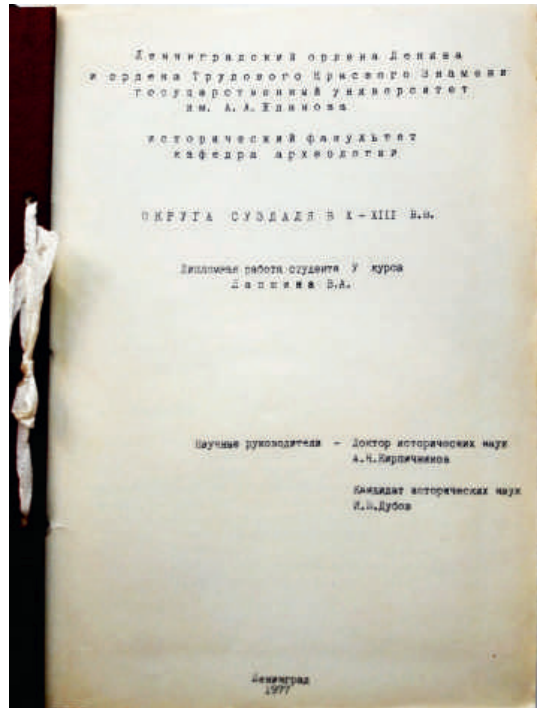 Ленинградский ордена Ленина
и ордена Трудового Красного Знамени
государственный университет
им. А.А.Жданова
исторический факультет
кафедра археологии
ОКРУГА СУЗДАЛЯ В X-XIII в.в.
Дипломная работа студента У курса
Лапшина В.А.
Научные руководители - Доктор исторических наук
А.Н.Кирпичников
Кандидат исторических наук
И.В.Дубов
Ленинград
1977